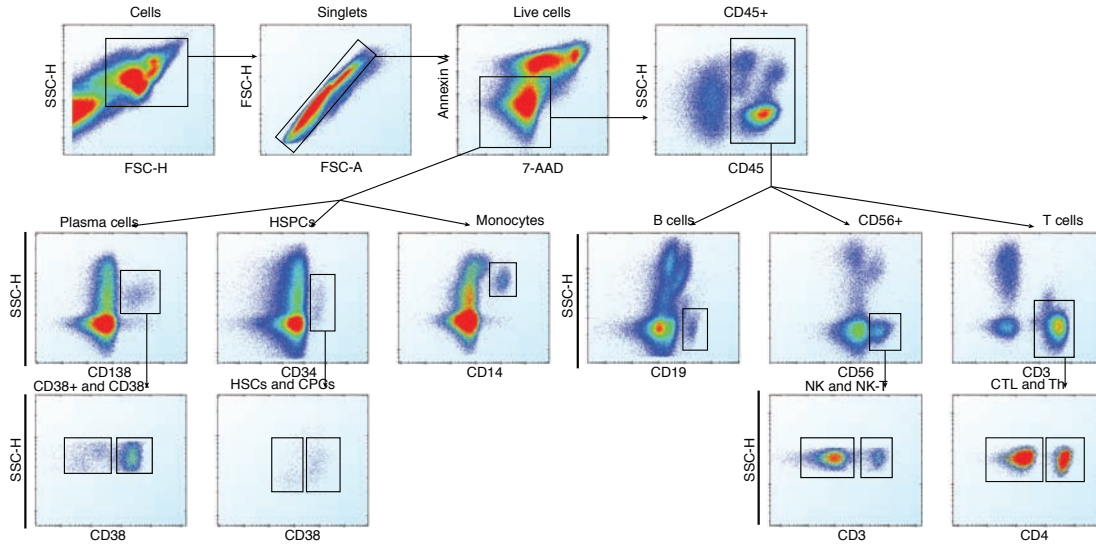 Cells
Singlets
Live cells
CD45+
SSC-H
FSC-H
FSC-H
FSC-A
Annexin V
7-AAD
SSC-H
CD45
Plasma cells
HSPCs
Monocytes
B cells
CD56+
T cells
SSC-H
CD138
CD34
CD14
SSC-H
CD19
CD56
CD3
CD38+ and CD38-
HSCs and CPCs
NK and NK-T
CTL and Th
SSC-H
CD38
CD38
SSC-H
CD3
CD4